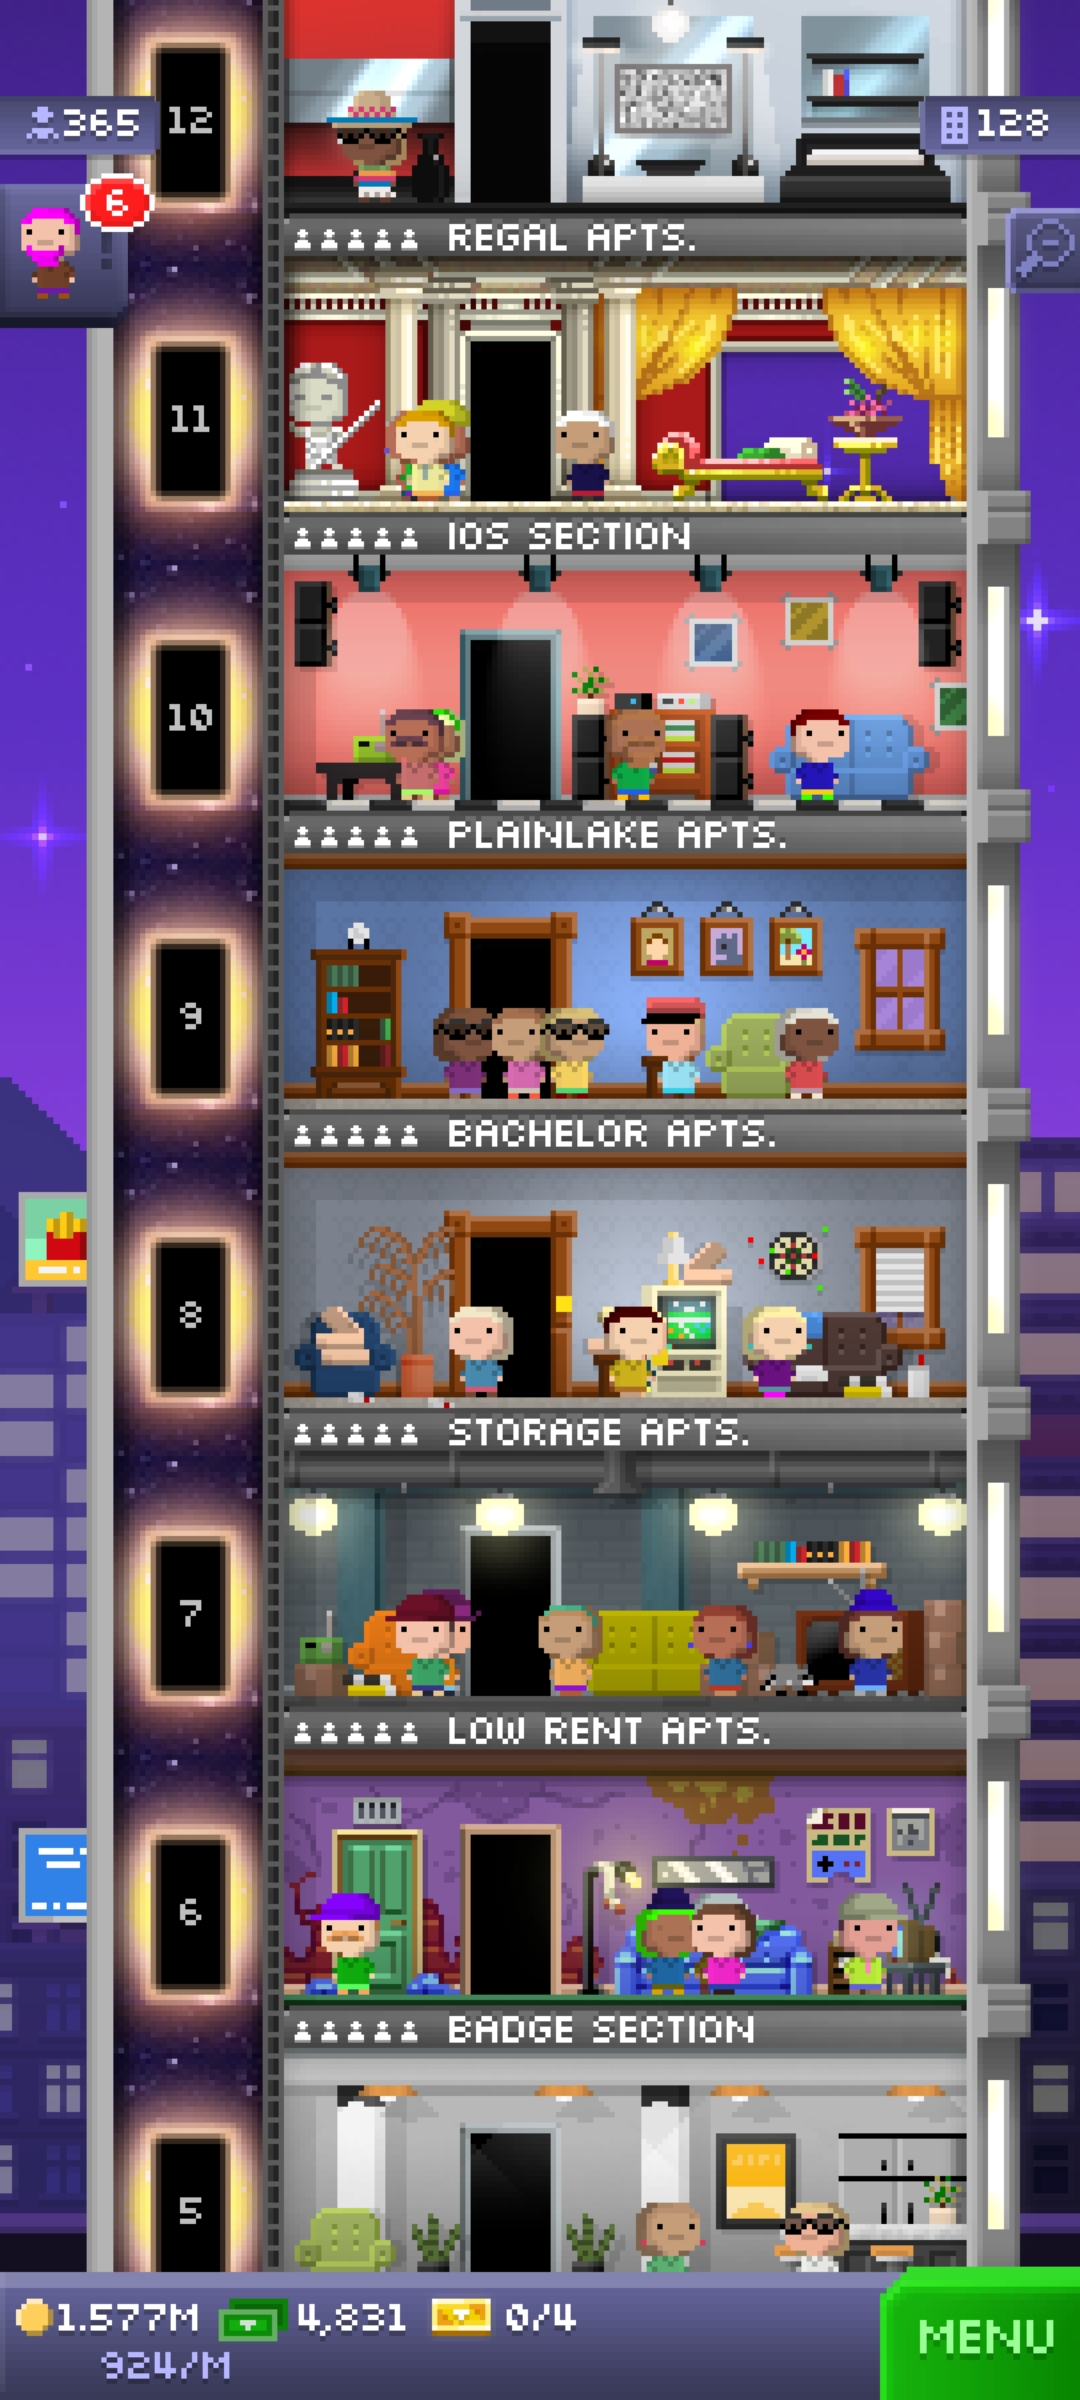 12
365
128
6
REGAL APTS.
11
IOS SECTION
10
PLAINLAKE APTS.
9
BACHELOR APTS.
8
STORAGE APTS.
7
LOW RENT APTS.
6
BADGE SECTION
5
1.577M 4,831 0/4
924/M
MENU